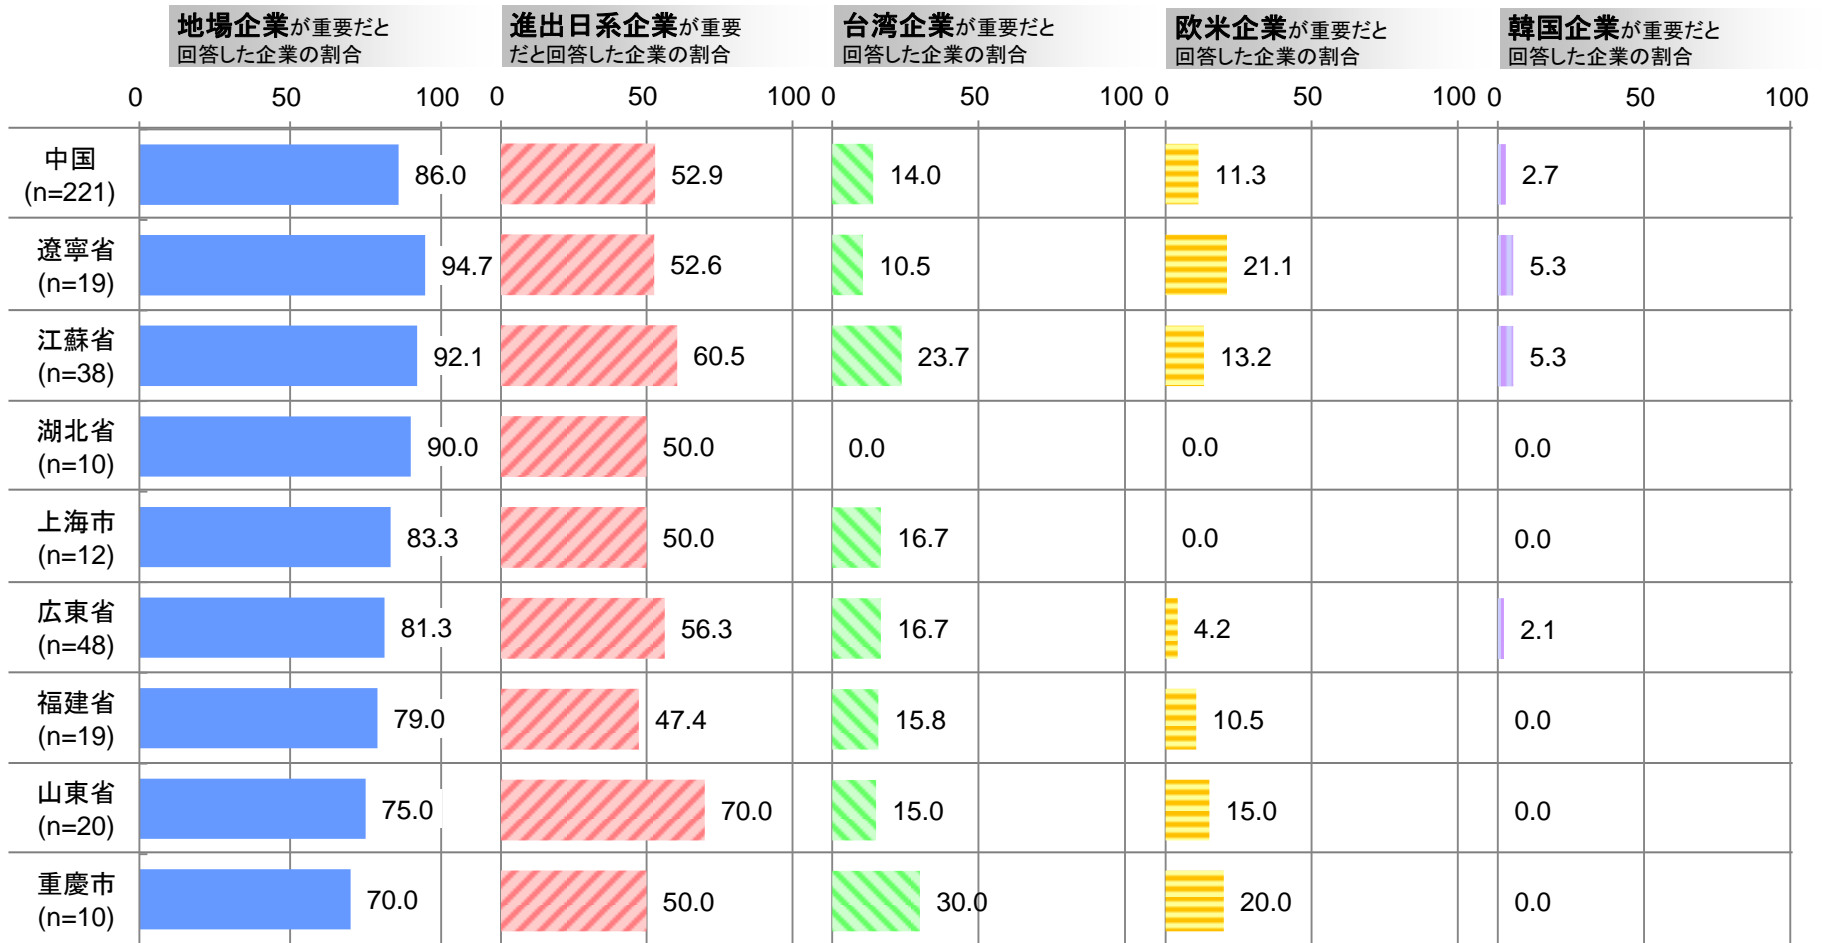 地場企業が重要だと
回答した企業の割合
進出日系企業が重要
だと回答した企業の割合
台湾企業が重要だと
回答した企業の割合
欧米企業が重要だと
回答した企業の割合
韓国企業が重要だと
回答した企業の割合
0 50 100 0 50 100 0 50 100 0 50 100 0 50 100
中国
(n=221)
86.0 52.9 14.0 11.3 2.7
遼寧省
(n=19)
94.7 52.6 10.5 21.1 5.3
江蘇省
(n=38)
92.1 60.5 23.7 13.2 5.3
湖北省
(n=10)
90.0 50.0 0.0 0.0 0.0
上海市
(n=12)
83.3 50.0 16.7 0.0 0.0
広東省
(n=48)
81.3 56.3 16.7 4.2 2.1
福建省
(n=19)
79.0 47.4 15.8 10.5 0.0
山東省
(n=20)
75.0 70.0 15.0 15.0 0.0
重慶市
(n=10)
70.0 50.0 30.0 20.0 0.0